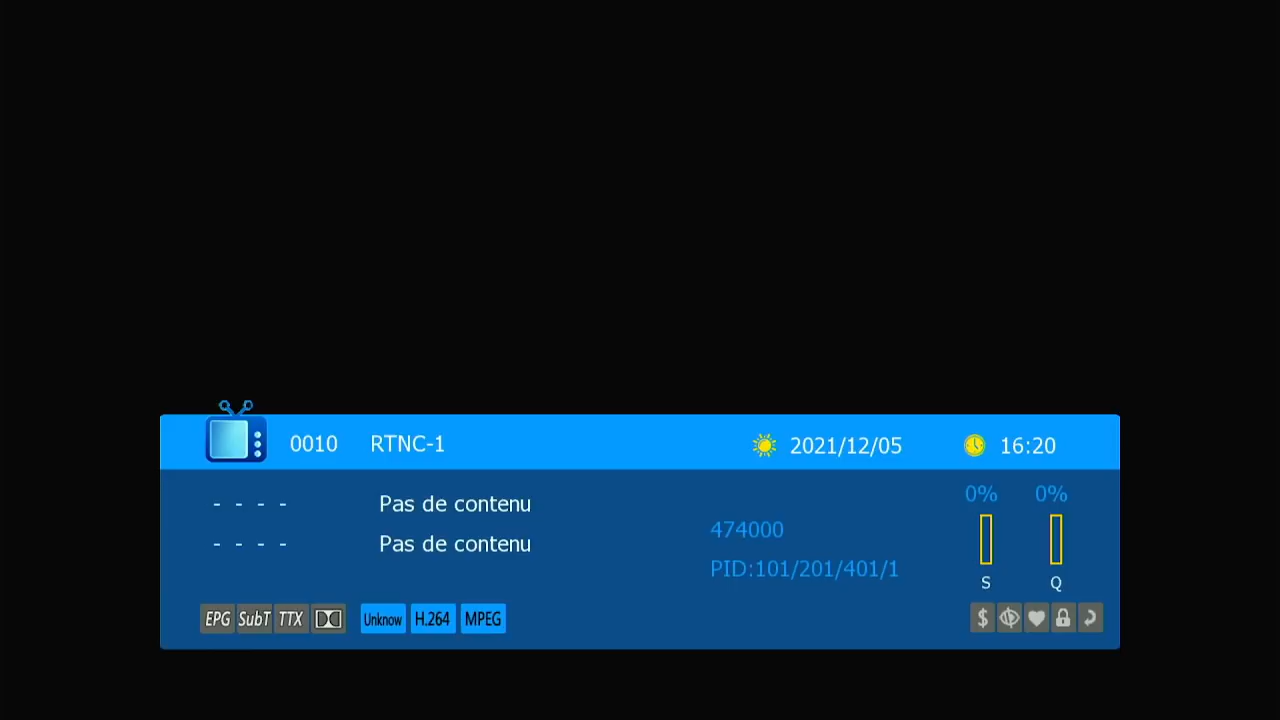 0010 RTNC-1 2021/12/05 16:20
0% 0%
- - - - Pas de contenu
474000
- - - - Pas de contenu
PID:101/201/401/1
S Q
EPG SubT TTX Unknow H.264 MPEG $